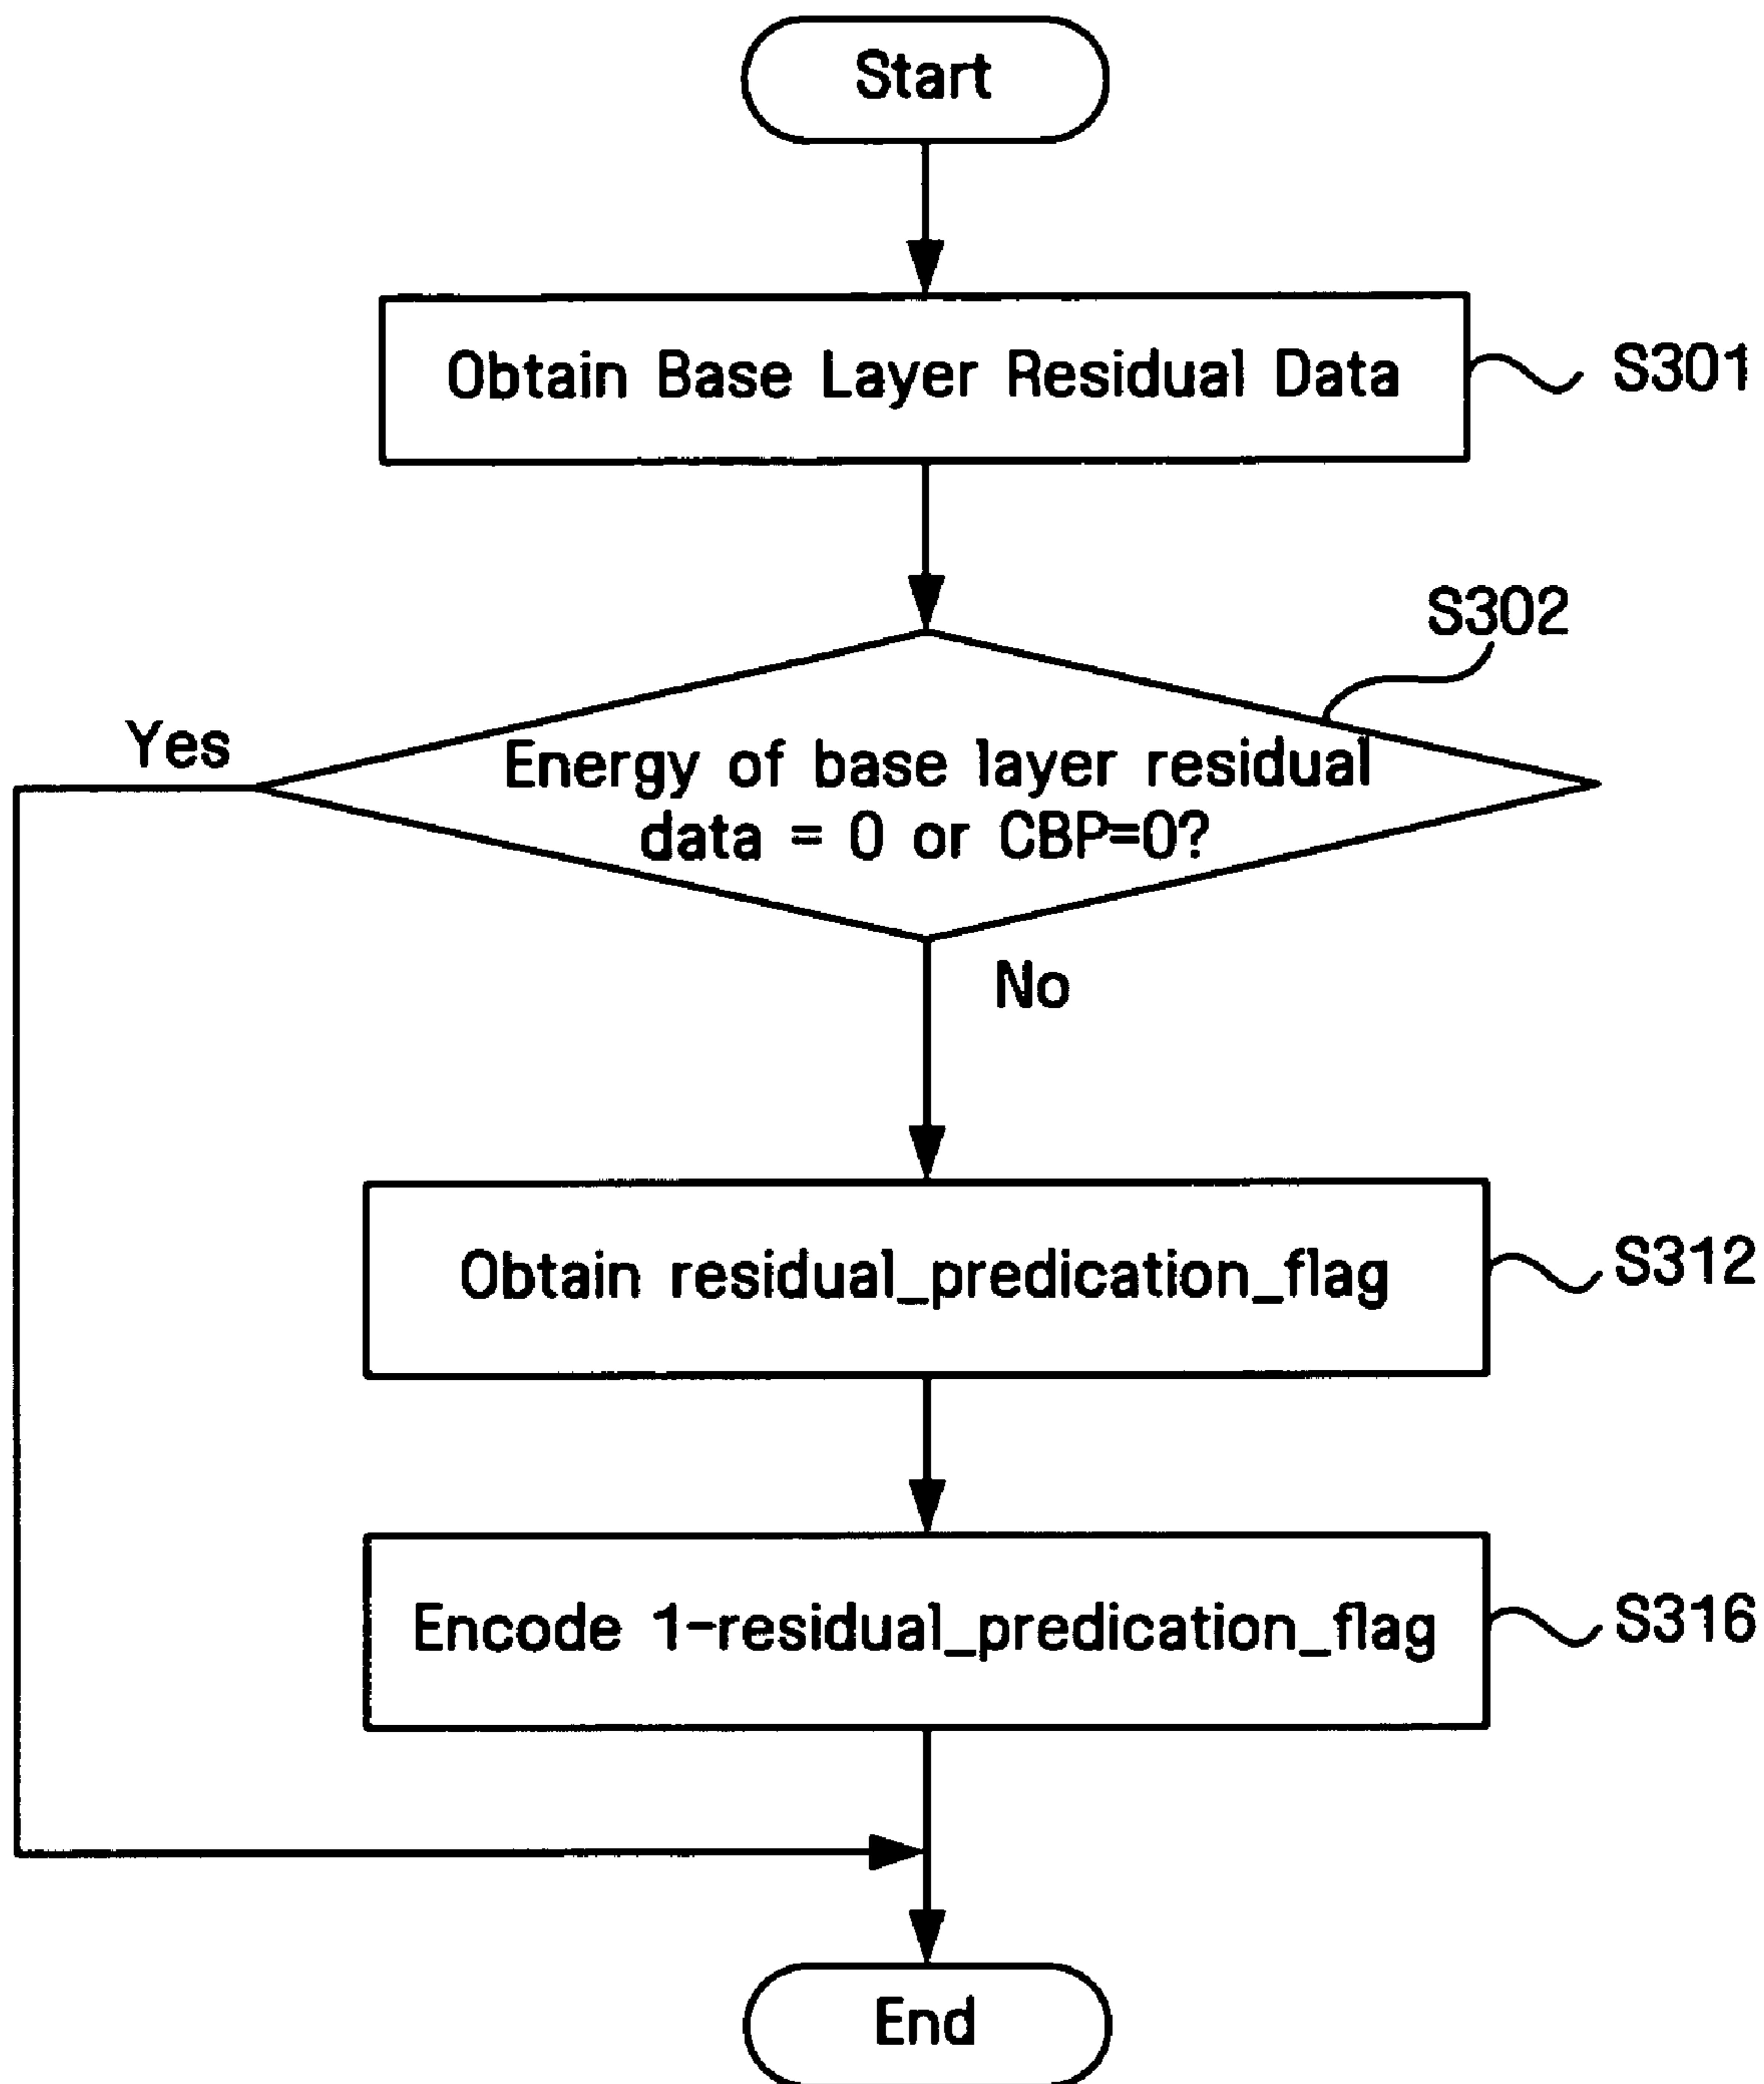 Start
Obtain Base Layer Residual Data
S301
S302
Yes
Energy of base layer residual
data = 0 or CBP=0?
No
Obtain residual_predication_flag
S312
Encode 1-residual_predication_flag
S316
End